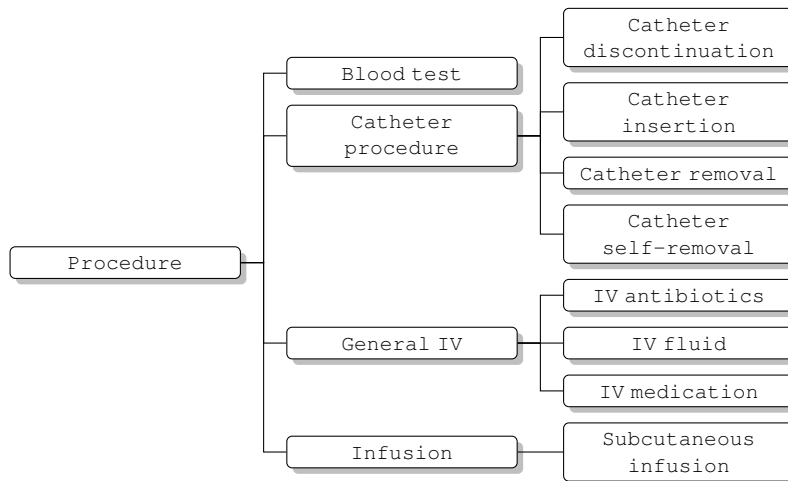 Catheter
discontinuation
Blood test
Catheter
insertion
Catheter
procedure
Catheter removal
Catheter
self-removal
Procedure
IV antibiotics
General IV
IV fluid
IV medication
Infusion
Subcutaneous
infusion